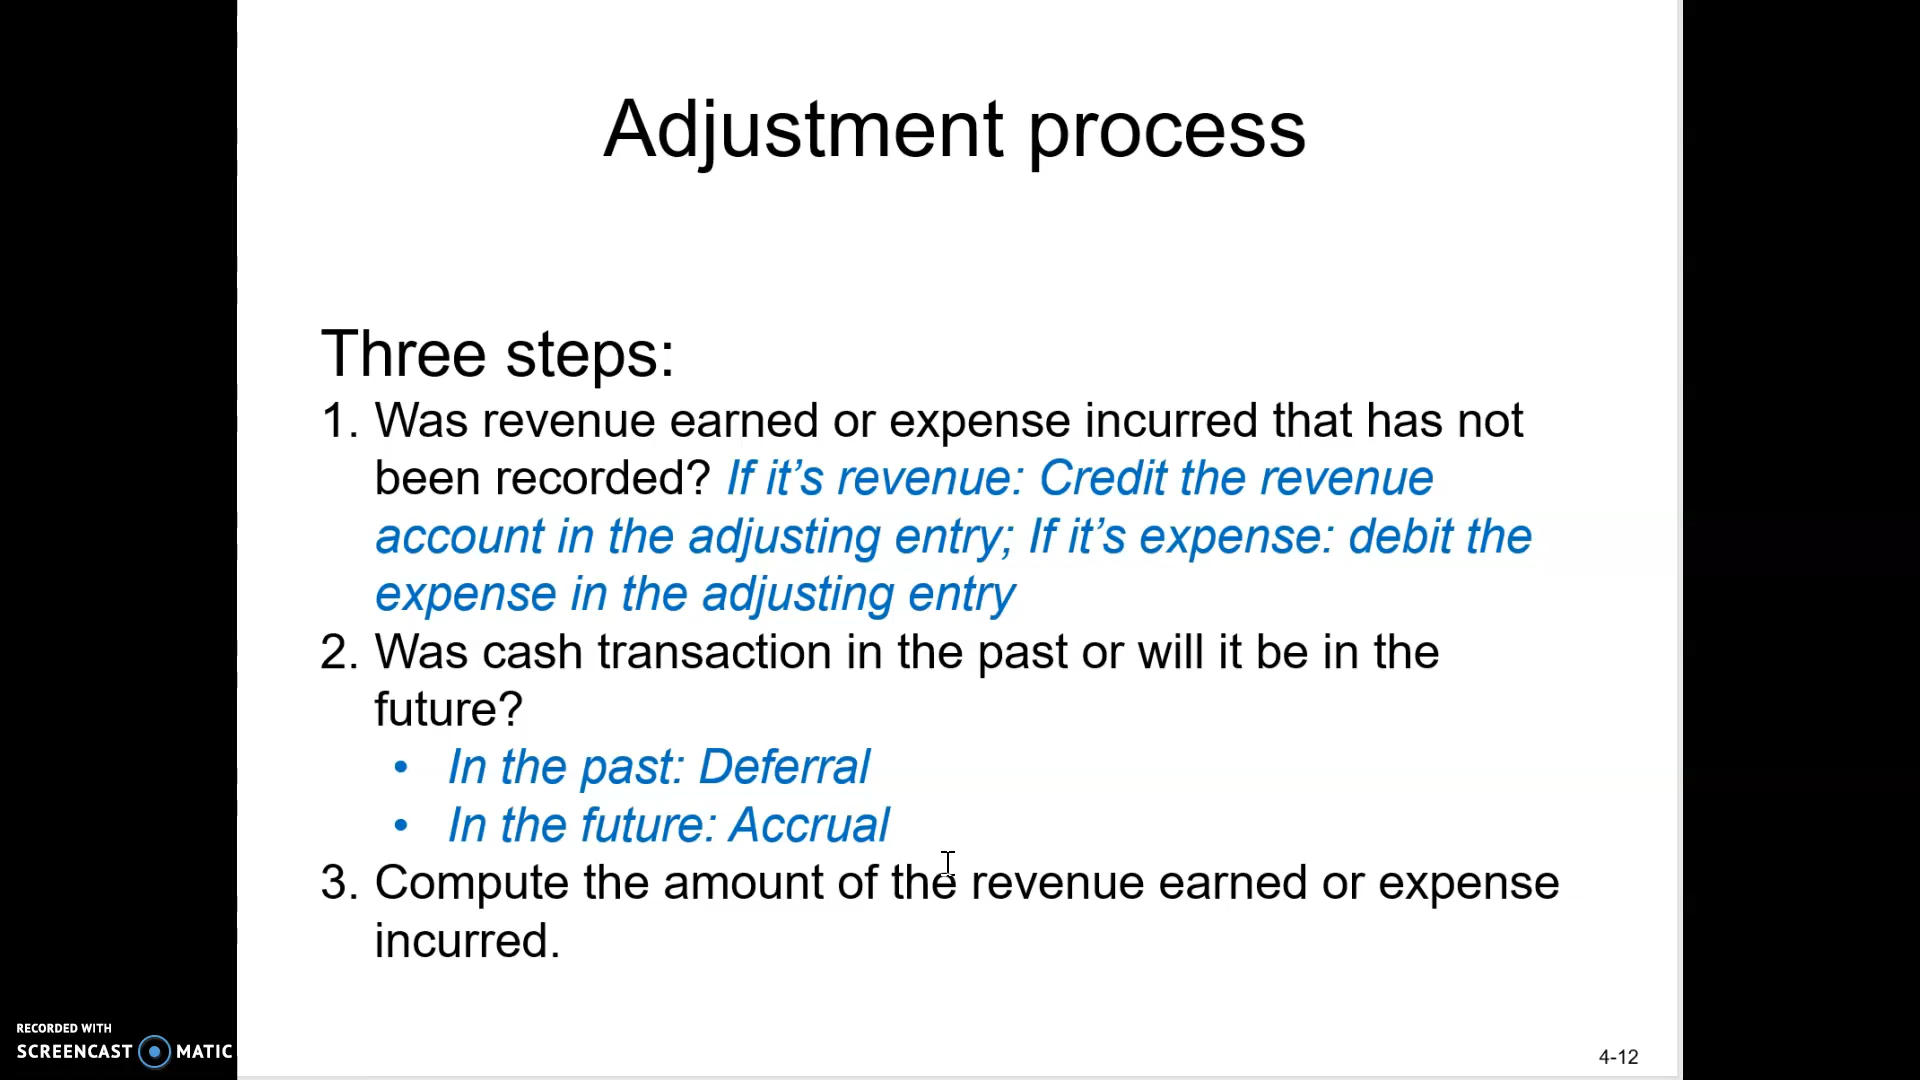 Adjustment process
Three steps:
1. Was revenue earned or expense incurred that has not
been recorded? If it’s revenue: Credit the revenue
account in the adjusting entry; If it’s expense: debit the
expense in the adjusting entry
2. Was cash transaction in the past or will it be in the
future?
• In the past: Deferral
• In the future: Accrual
3. Compute the amount of the revenue earned or expense
incurred.
RECORDED WITH
SCREENCAST MATIC
4-12